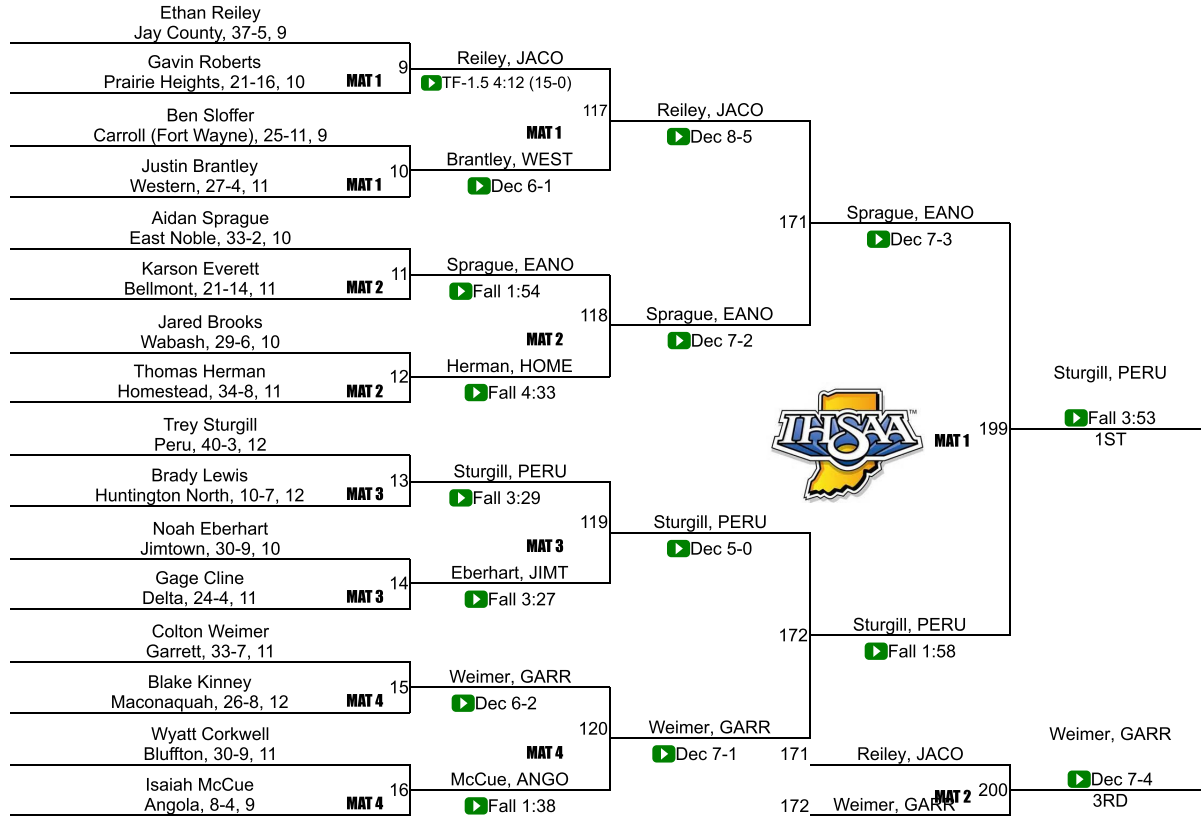 Ethan Reiley
Jay County, 37-5, 9
Gavin Roberts
Prairie Heights, 21-16, 10
MAT 1
9
Ben Sloffer
Carroll (Fort Wayne), 25-11, 9
Justin Brantley
Western, 27-4, 11
MAT 1
10
Aidan Sprague
East Noble, 33-2, 10
Karson Everett
Bellmont, 21-14, 11
MAT 2
11
Jared Brooks
Wabash, 29-6, 10
Thomas Herman
Homestead, 34-8, 11
MAT 2
12
Trey Sturgill
Peru, 40-3, 12
Brady Lewis
Huntington North, 10-7, 12
MAT 3
13
Noah Eberhart
Jimtown, 30-9, 10
Gage Cline
Delta, 24-4, 11
MAT 3
14
Colton Weimer
Garrett, 33-7, 11
Blake Kinney
Maconaquah, 26-8, 12
MAT 4
15
Wyatt Corkwell
Bluffton, 30-9, 11
Isaiah McCue
Angola, 8-4, 9
MAT 4
16
Reiley, JACO
TF-1.5 4:12 (15-0)
117
MAT 1
Brantley, WEST
Dec 6-1
Sprague, EANO
Fall 1:54
118
MAT 2
Herman, HOME
Fall 4:33
Sturgill, PERU
Fall 3:29
119
MAT 3
Eberhart, JIMT
Fall 3:27
Weimer, GARR
Dec 6-2
120
MAT 4
McCue, ANGO
Fall 1:38
Reiley, JACO
Dec 8-5
171
Sprague, EANO
Dec 7-2
Sturgill, PERU
Dec 5-0
172
Weimer, GARR
Dec 7-1
Sprague, EANO
Dec 7-3
IHSAA™
MAT 1
199
Sturgill, PERU
Fall 1:58
Sturgill, PERU
Fall 3:53
1ST
171
Reiley, JACO
172
Weimer, GARR
MAT 2
200
Weimer, GARR
Dec 7-4
3RD